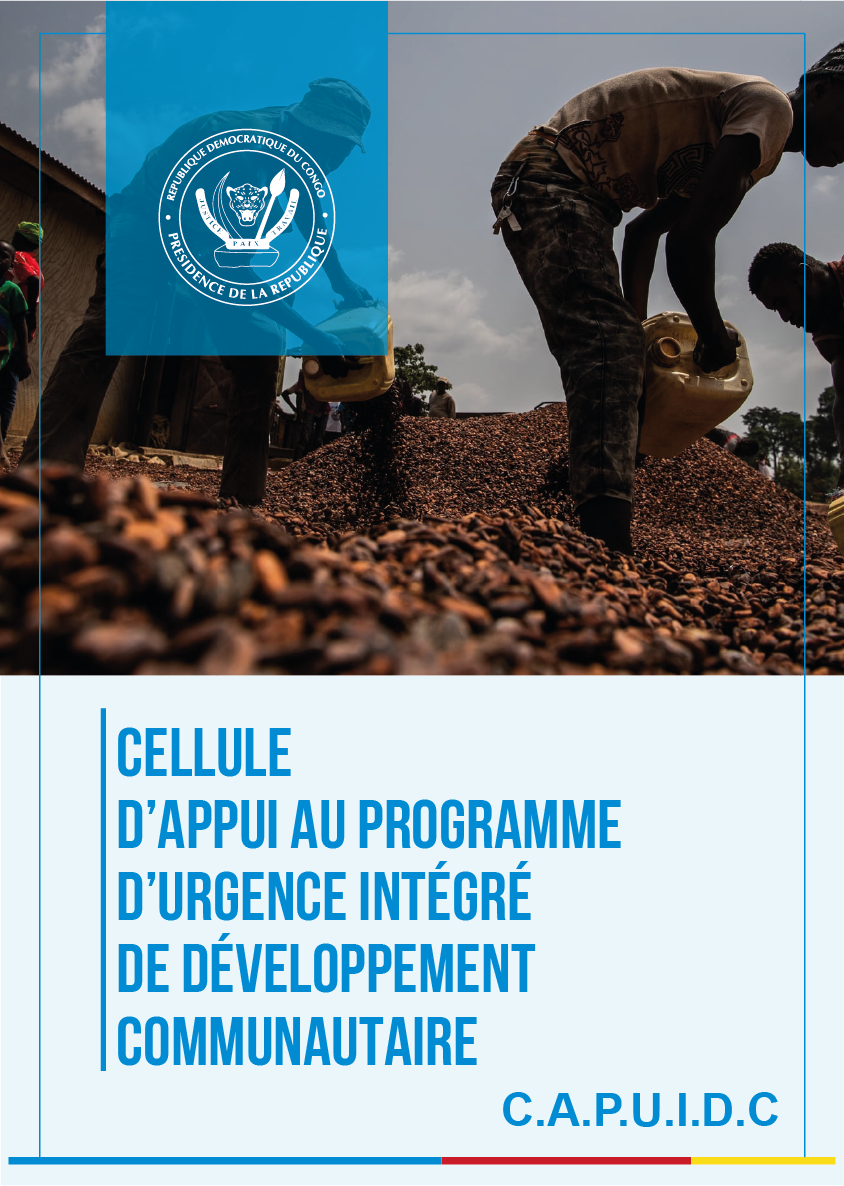 REPUBLIQUE DEMOCRATIQUE DU CONGO
JUSTICE
PAIX
TRAVAIL
PRESIDENCE DE LA REPUBLIQUE
CELLULE
D'APPUI AU PROGRAMME
D'URGENCE INTÉGRÉ
DE DÉVELOPPEMENT
COMMUNAUTAIRE
C.A.P.U.I.D.C